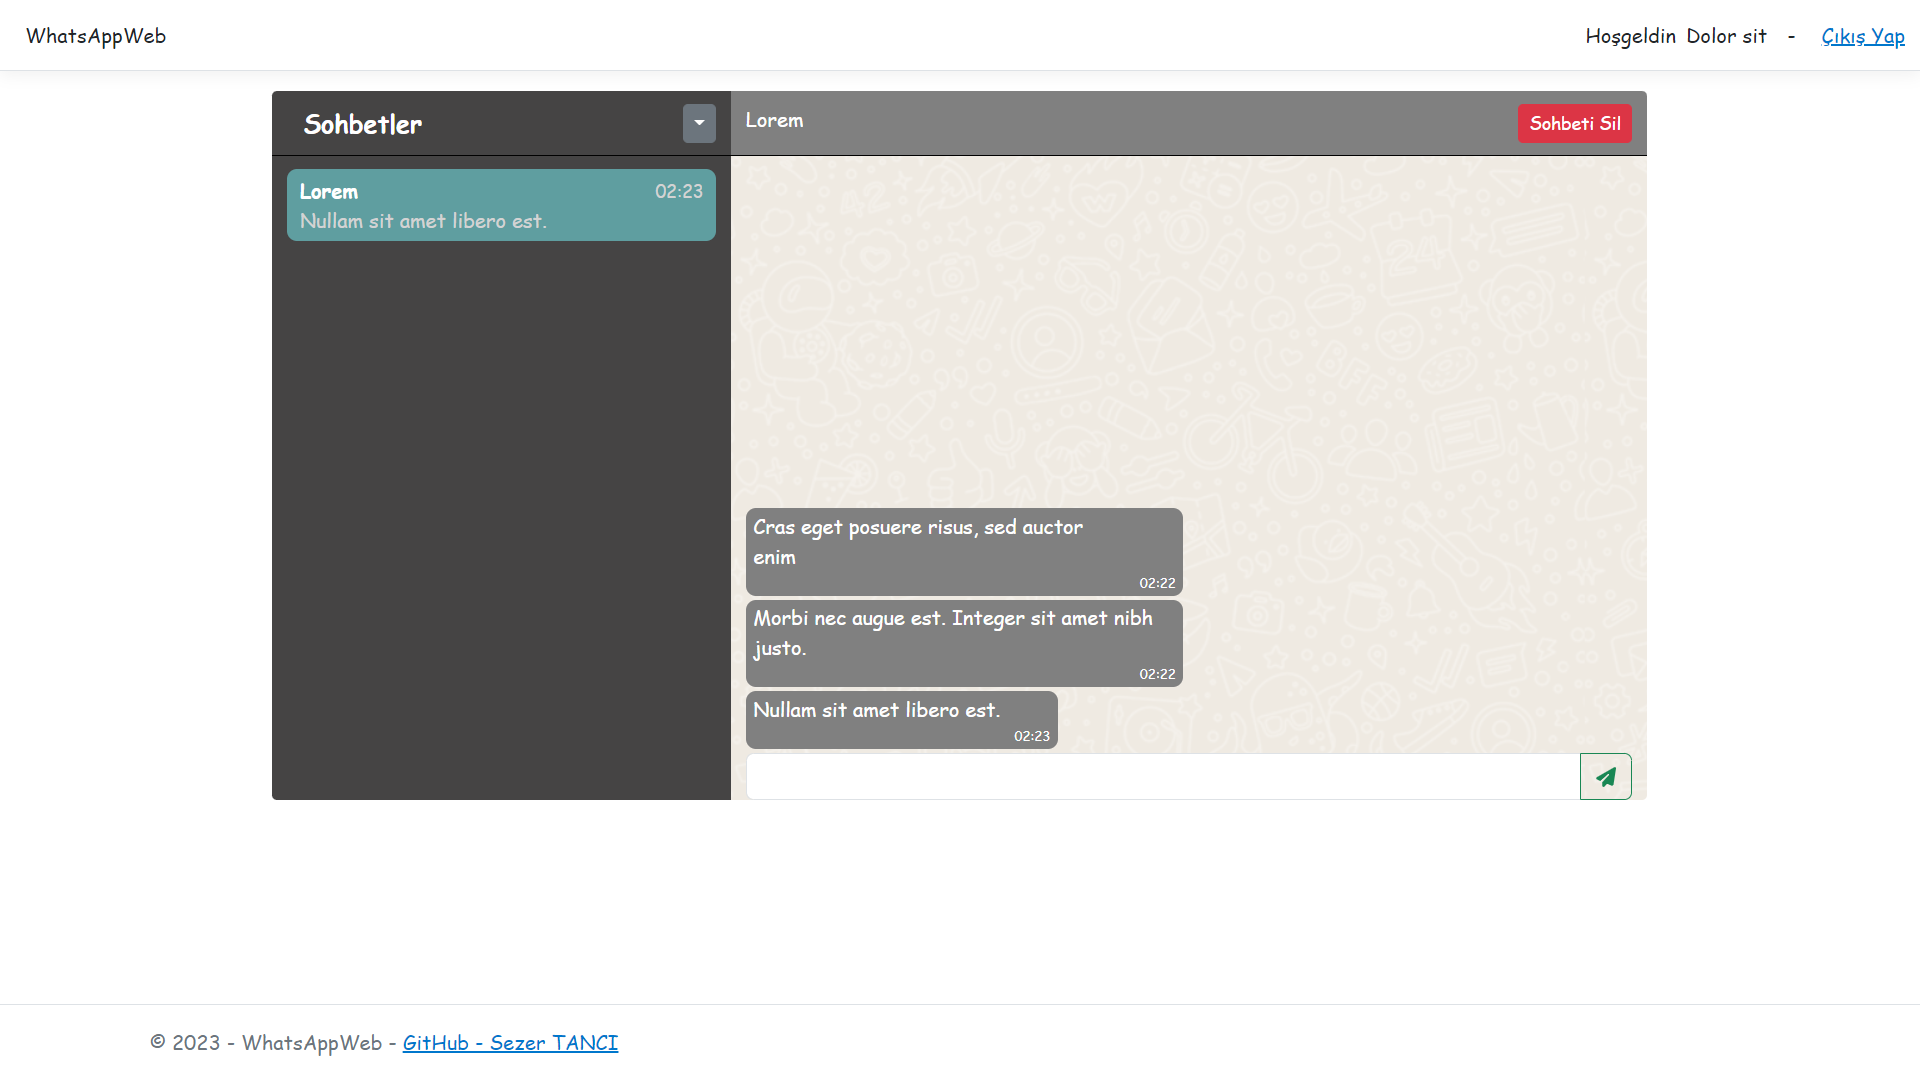 WhatsAppWeb
Hoşgeldin Dolor sit - Çıkış Yap
Sohbetler
Lorem
Sohbeti Sil
Lorem 02:23
Nullam sit amet libero est.
Cras eget posuere risus, sed auctor
enim
02:22
Morbi nec augue est. Integer sit amet nibh
justo.
02:22
Nullam sit amet libero est.
02:23
© 2023 - WhatsAppWeb - GitHub - Sezer TANCI